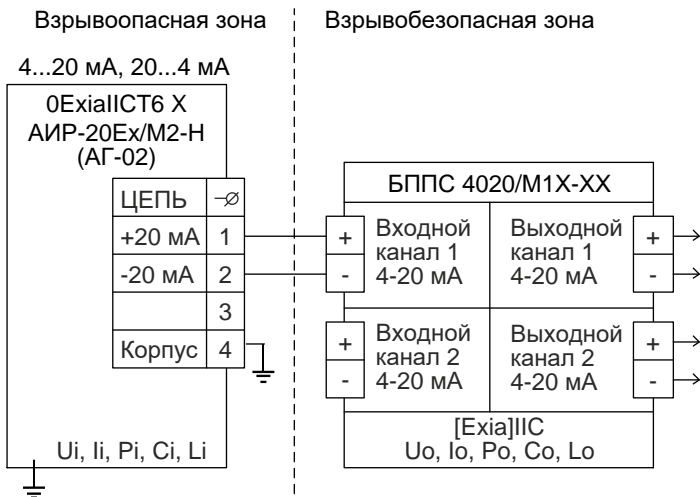 Взрывоопасная зона
Взрывобезопасная зона
4...20 мА, 20...4 мА
0ExiaIICT6 X
АИР-20Ex/М2-Н
(АГ-02)
ЦЕПЬ
+20 мА 1
-20 мА 2
3
Корпус 4
Ui, Ii, Pi, Ci, Li
БППС 4020/М1Х-ХХ
+
-
Входной
канал 1
4-20 мА
Выходной
канал 1
4-20 мА
+
-
+
-
Входной
канал 2
4-20 мА
Выходной
канал 2
4-20 мА
+
-
[Exia]IIC
Uo, Io, Po, Co, Lo